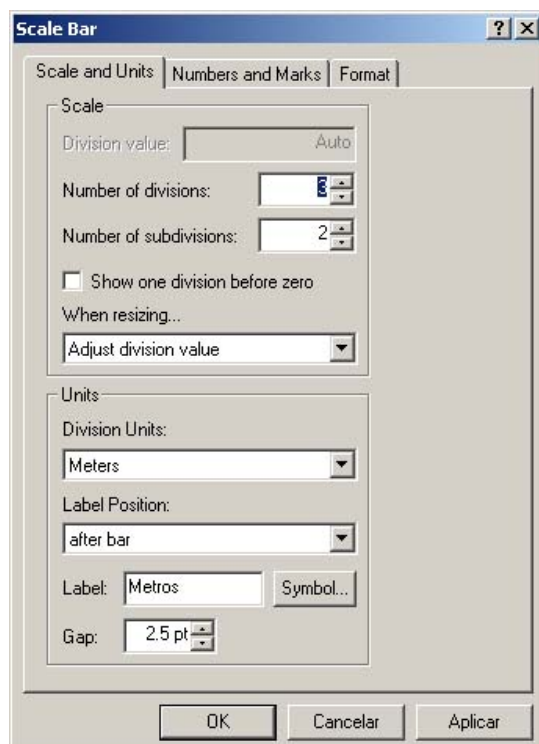 Scale Bar
Scale and Units Numbers and Marks Format
Scale
Division value: Auto
Number of divisions: 3
Number of subdivisions: 2
Show one division before zero
When resizing...
Adjust division value
Units
Division Units:
Meters
Label Position:
after bar
Label: Metros Symbol...
Gap: 2.5 pt
OK Cancelar Aplicar